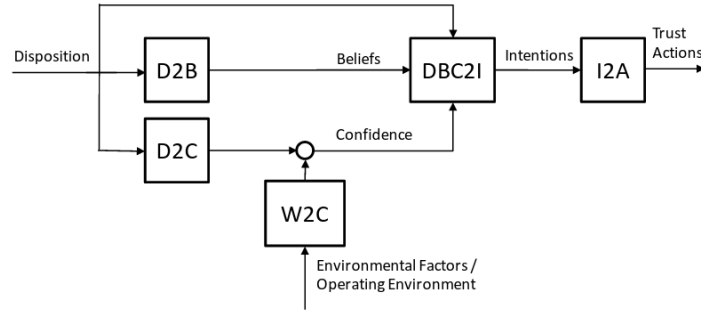 Disposition
D2B
Beliefs
DBC2I
Intentions
I2A
Trust
Actions
D2C
Confidence
W2C
Environmental Factors /
Operating Environment